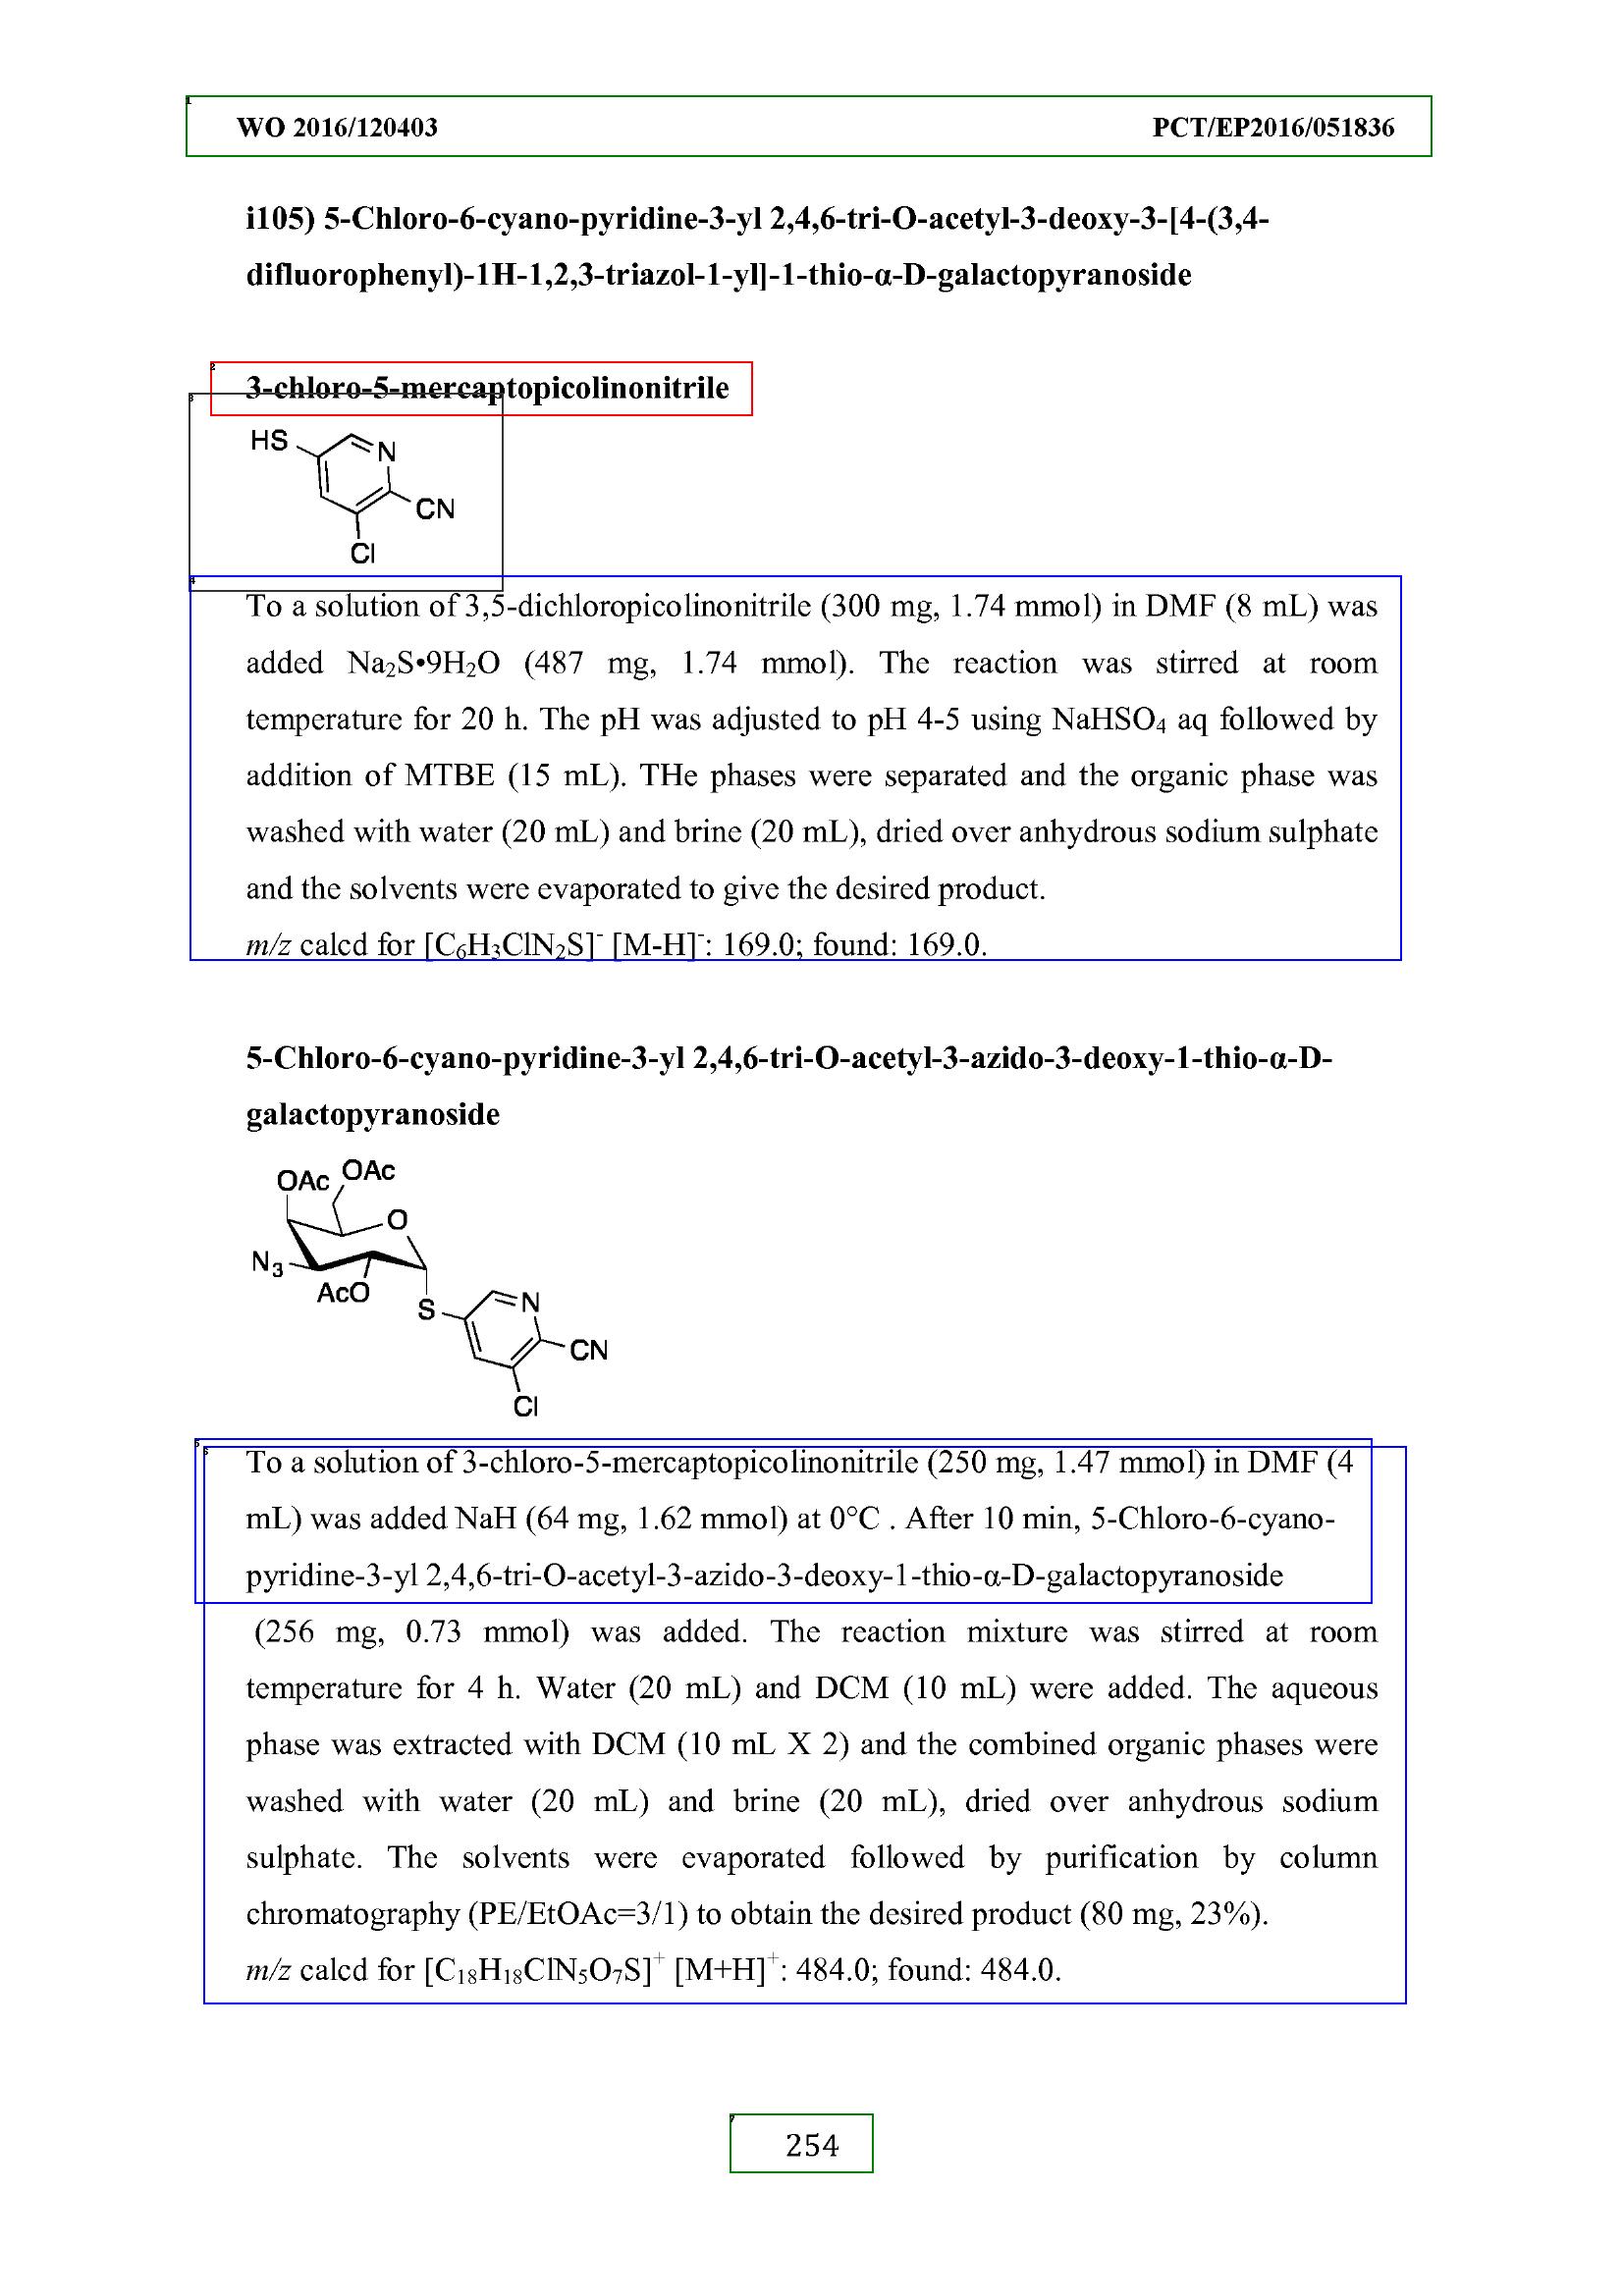 WO 2016/120403 PCT/EP2016/051836
i105) 5-Chloro-6-cyano-pyridine-3-yl 2,4,6-tri-O-acetyl-3-deoxy-3-[4-(3,4-
difluorophenyl)-1H-1,2,3-triazol-1-yl]-1-thio-α-D-galactopyranoside
3-chloro-5-mercaptopicolinonitrile
HS
N
CN
Cl
To a solution of 3,5-dichloropicolinonitrile (300 mg, 1.74 mmol) in DMF (8 mL) was
added Na₂S•9H₂O (487 mg, 1.74 mmol). The reaction was stirred at room
temperature for 20 h. The pH was adjusted to pH 4-5 using NaHSO₄ aq followed by
addition of MTBE (15 mL). THe phases were separated and the organic phase was
washed with water (20 mL) and brine (20 mL), dried over anhydrous sodium sulphate
and the solvents were evaporated to give the desired product.
m/z calcd for [C₆H₃ClN₂S]⁻ [M-H]⁻: 169.0; found: 169.0.
5-Chloro-6-cyano-pyridine-3-yl 2,4,6-tri-O-acetyl-3-azido-3-deoxy-1-thio-α-D-
galactopyranoside
OAc OAc
O
N₃
AcO
S
N
CN
Cl
To a solution of 3-chloro-5-mercaptopicolinonitrile (250 mg, 1.47 mmol) in DMF (4
mL) was added NaH (64 mg, 1.62 mmol) at 0°C . After 10 min, 5-Chloro-6-cyano-
pyridine-3-yl 2,4,6-tri-O-acetyl-3-azido-3-deoxy-1-thio-α-D-galactopyranoside
(256 mg, 0.73 mmol) was added. The reaction mixture was stirred at room
temperature for 4 h. Water (20 mL) and DCM (10 mL) were added. The aqueous
phase was extracted with DCM (10 mL X 2) and the combined organic phases were
washed with water (20 mL) and brine (20 mL), dried over anhydrous sodium
sulphate. The solvents were evaporated followed by purification by column
chromatography (PE/EtOAc=3/1) to obtain the desired product (80 mg, 23%).
m/z calcd for [C₁₈H₁₈ClN₅O₇S]⁺ [M+H]⁺: 484.0; found: 484.0.
254